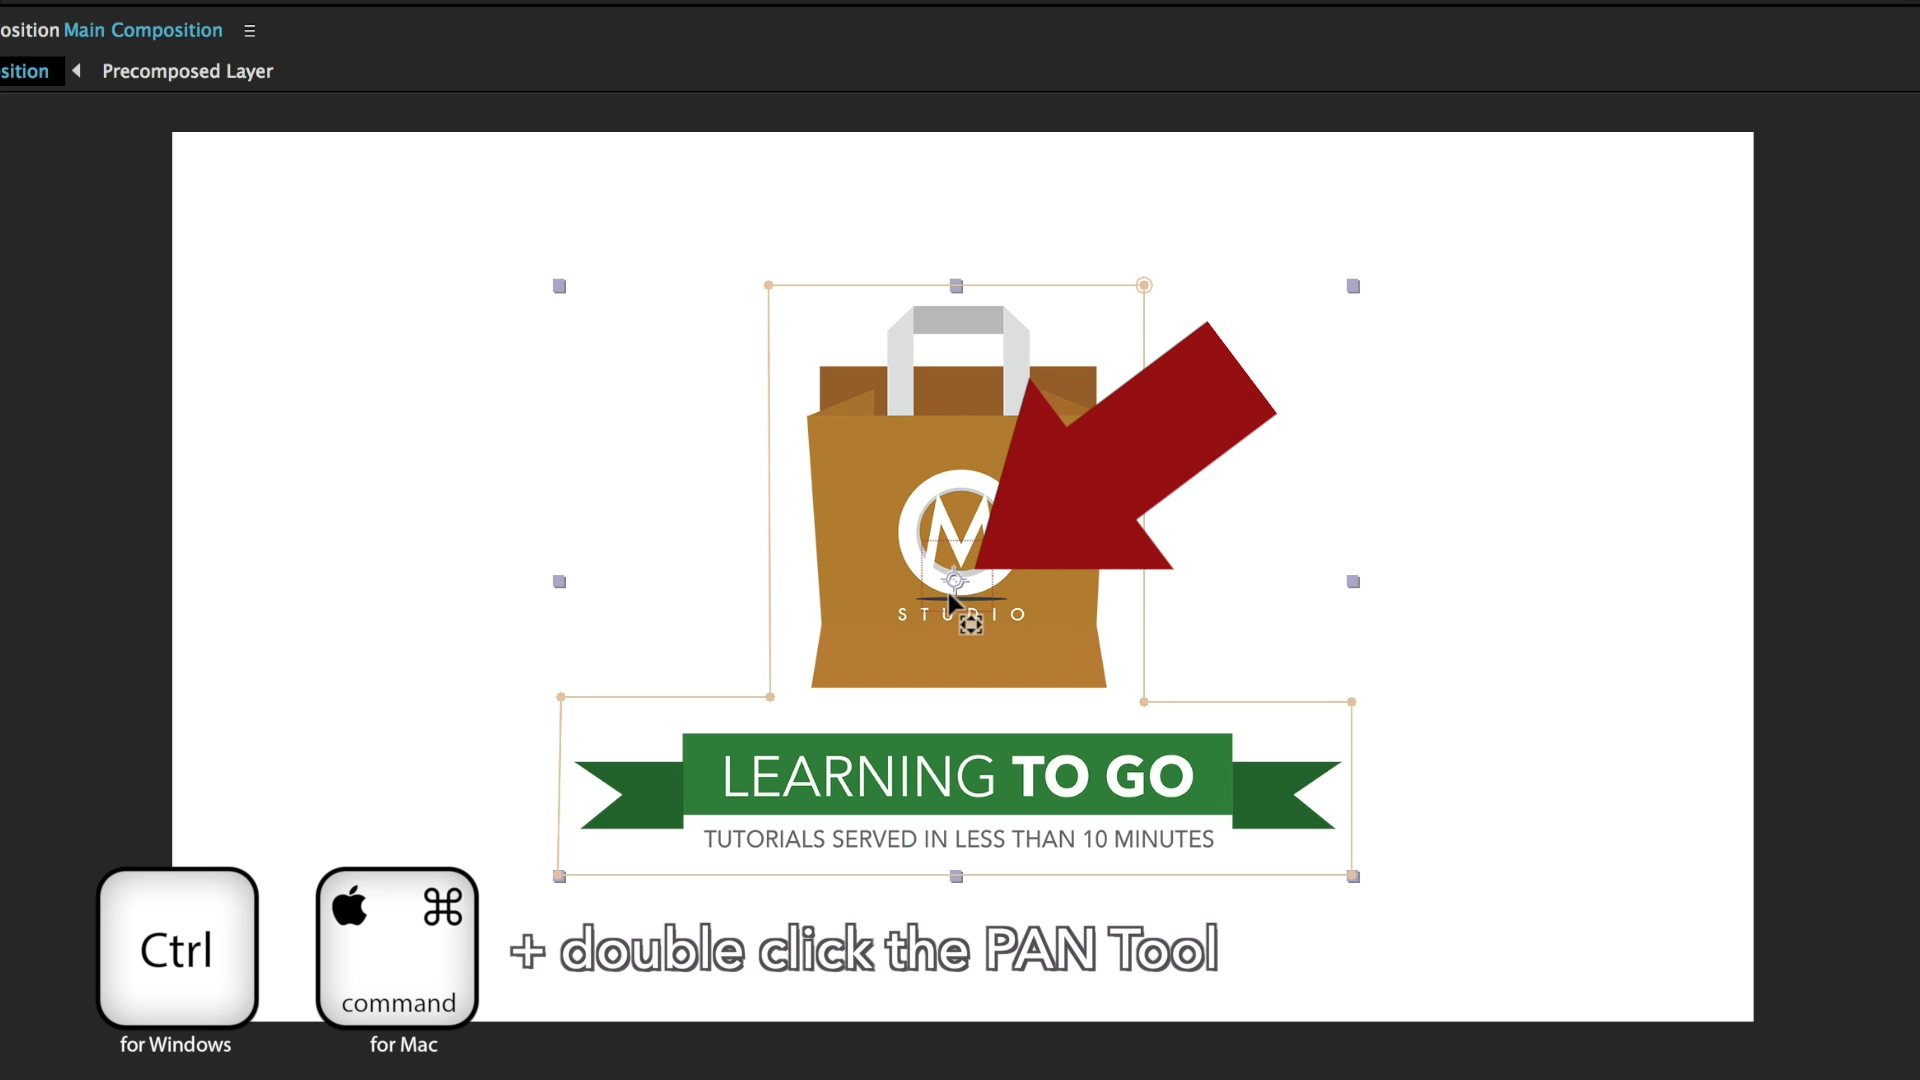 osition Main Composition
sition
Precomposed Layer
M
STUDIO
LEARNING TO GO
TUTORIALS SERVED IN LESS THAN 10 MINUTES
Ctrl
command
+ double click the PAN Tool
for Windows
for Mac